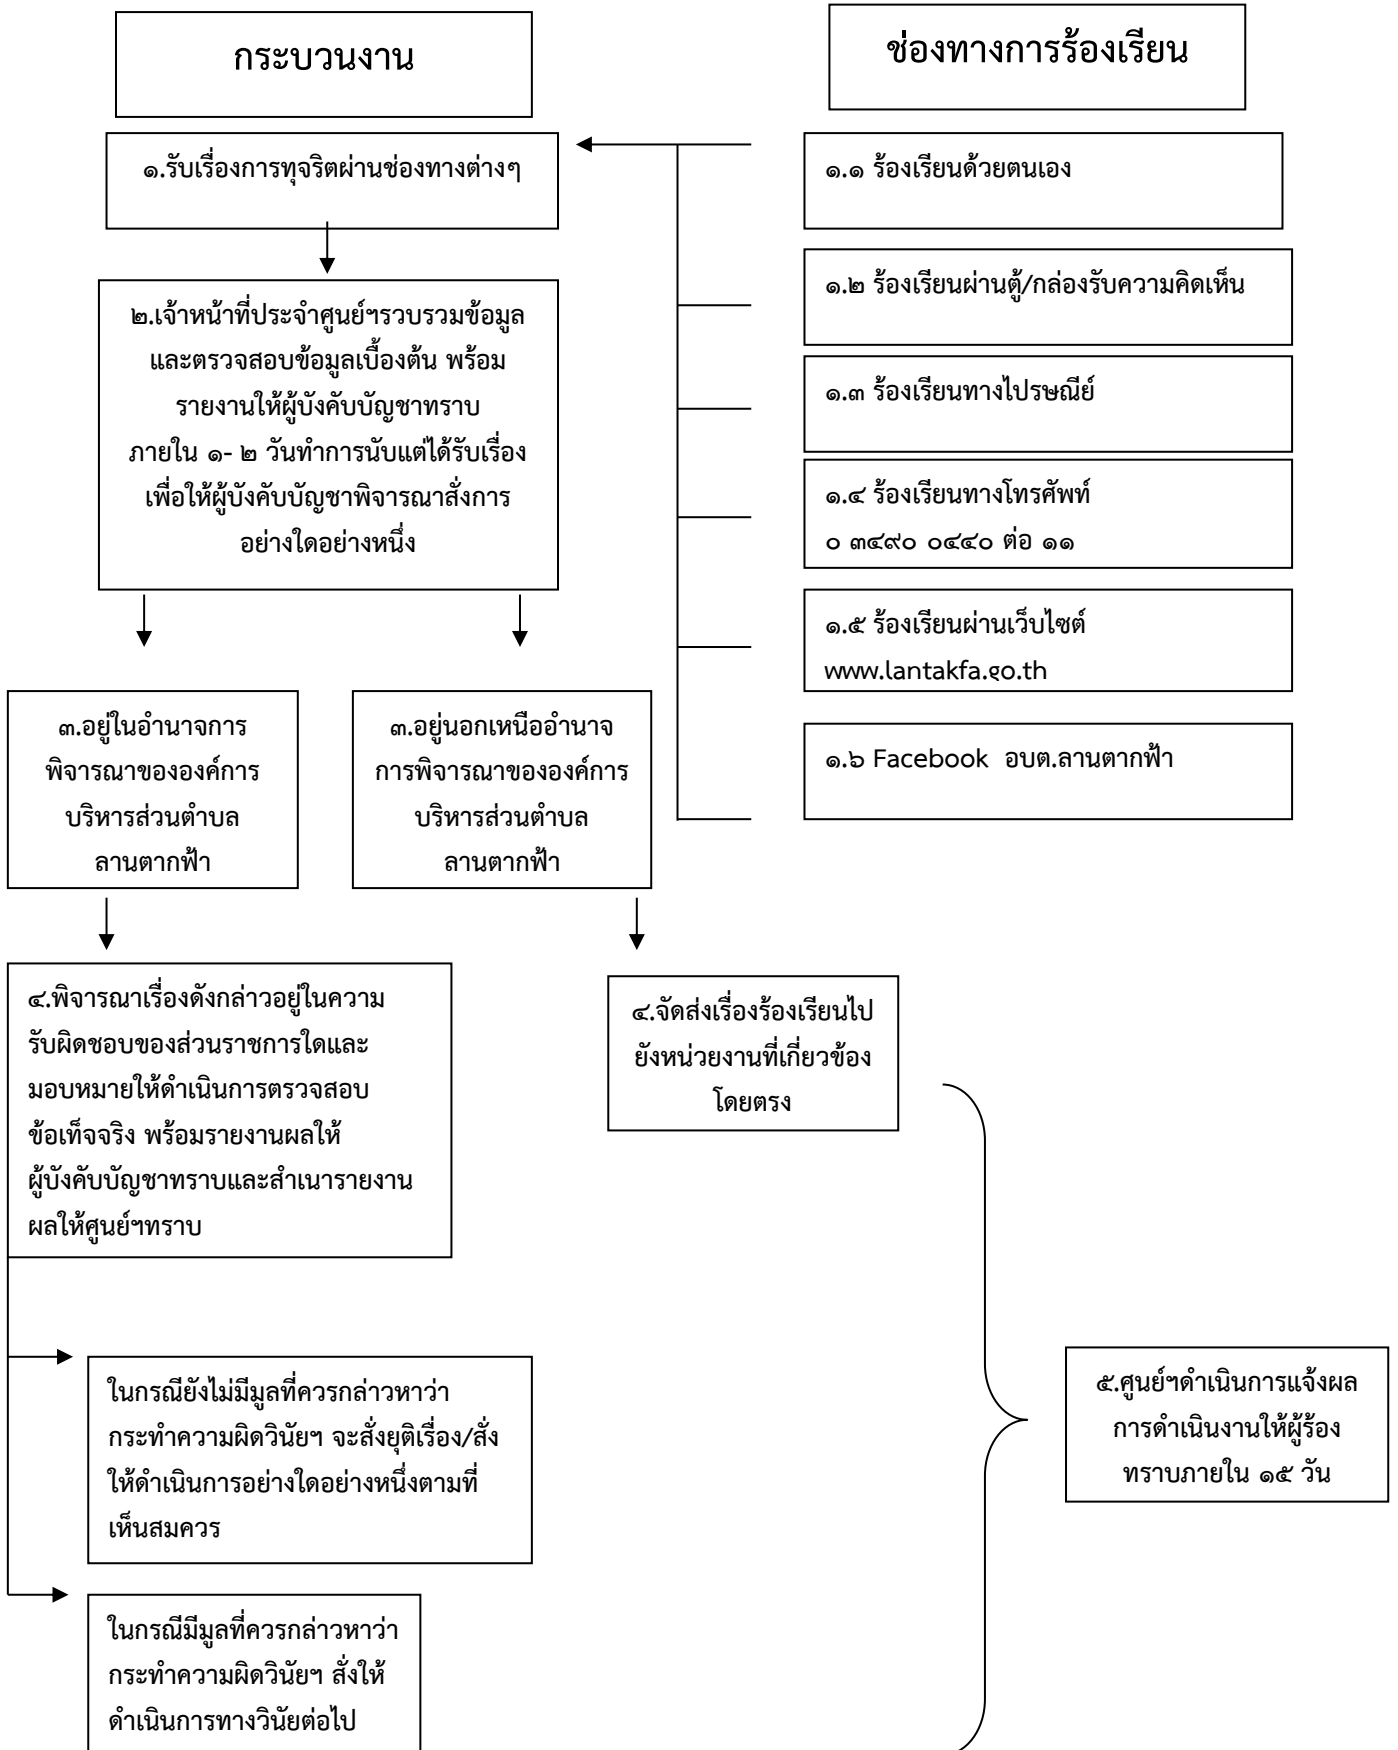 กระบวนงาน
ช่องทางการร้องเรียน
๑.รับเรื่องการทุจริตผ่านช่องทางต่างๆ
๑.๑ ร้องเรียนด้วยตนเอง
๑.๒ ร้องเรียนผ่านตู้/กล่องรับความคิดเห็น
๑.๓ ร้องเรียนทางไปรษณีย์
๑.๔ ร้องเรียนทางโทรศัพท์
๐ ๓๔๙๐ ๐๔๔๐ ต่อ ๑๑
๑.๕ ร้องเรียนผ่านเว็บไซต์
www.lantakfa.go.th
๑.๖ Facebook อบต.ลานตากฟ้า
๒.เจ้าหน้าที่ประจำศูนย์ฯรวบรวมข้อมูล
และตรวจสอบข้อมูลเบื้องต้น พร้อม
รายงานให้ผู้บังคับบัญชาทราบ
ภายใน ๑- ๒ วันทำการนับแต่ได้รับเรื่อง
เพื่อให้ผู้บังคับบัญชาพิจารณาสั่งการ
อย่างใดอย่างหนึ่ง
๓.อยู่ในอำนาจการ
พิจารณาขององค์การ
บริหารส่วนตำบล
ลานตากฟ้า
๓.อยู่นอกเหนืออำนาจ
การพิจารณาขององค์การ
บริหารส่วนตำบล
ลานตากฟ้า
๔.พิจารณาเรื่องดังกล่าวอยู่ในความ
รับผิดชอบของส่วนราชการใดและ
มอบหมายให้ดำเนินการตรวจสอบ
ข้อเท็จจริง พร้อมรายงานผลให้
ผู้บังคับบัญชาทราบและสำเนารายงาน
ผลให้ศูนย์ฯทราบ
๔.จัดส่งเรื่องร้องเรียนไป
ยังหน่วยงานที่เกี่ยวข้อง
โดยตรง
ในกรณียังไม่มีมูลที่ควรกล่าวหาว่า
กระทำความผิดวินัยฯ จะสั่งยุติเรื่อง/สั่ง
ให้ดำเนินการอย่างใดอย่างหนึ่งตามที่
เห็นสมควร
ในกรณีมีมูลที่ควรกล่าวหาว่า
กระทำความผิดวินัยฯ สั่งให้
ดำเนินการทางวินัยต่อไป
๕.ศูนย์ฯดำเนินการแจ้งผล
การดำเนินงานให้ผู้ร้อง
ทราบภายใน ๑๕ วัน